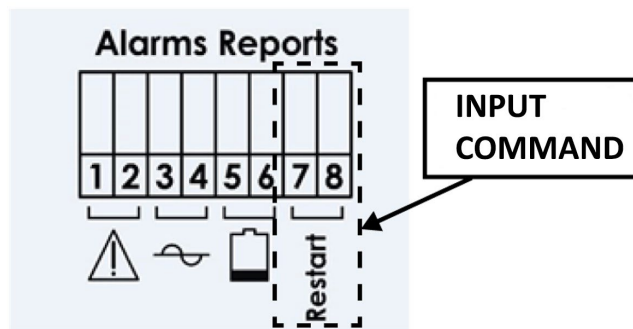 Alarms Reports
1 2 3 4 5 6 7 8
Restart
INPUT
COMMAND